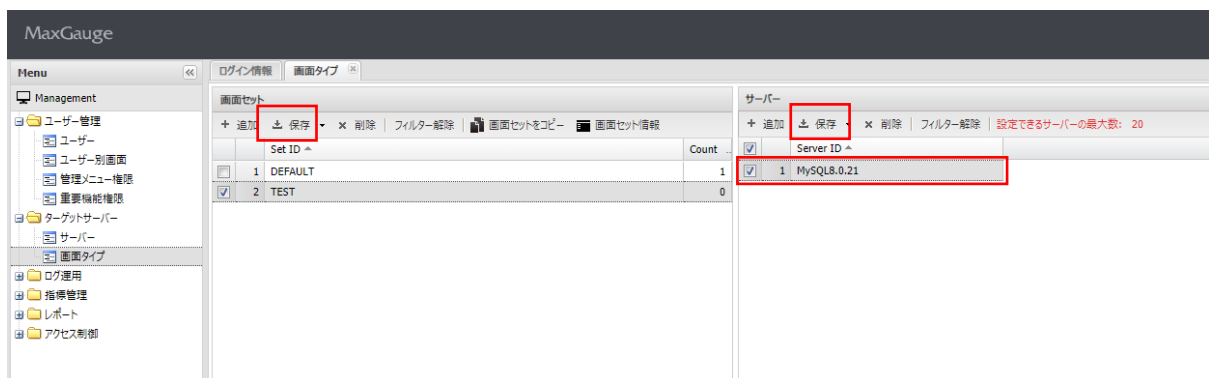 MaxGauge
Menu
Management
ユーザー管理
ユーザー
ユーザー別画面
管理メニュー権限
重要機能権限
ターゲットサーバー
サーバー
画面タイプ
ログ運用
指標管理
レポート
アクセス制御
ログイン情報 画面タイプ
画面セット
+ 追加 保存 × 削除 フィルター解除 画面セットをコピー 画面セット情報
Set ID Count ..
1 DEFAULT 1
2 TEST 0
サーバー
+ 追加 保存 × 削除 フィルター解除 設定できるサーバーの最大数: 20
Server ID
1 MySQL8.0.21